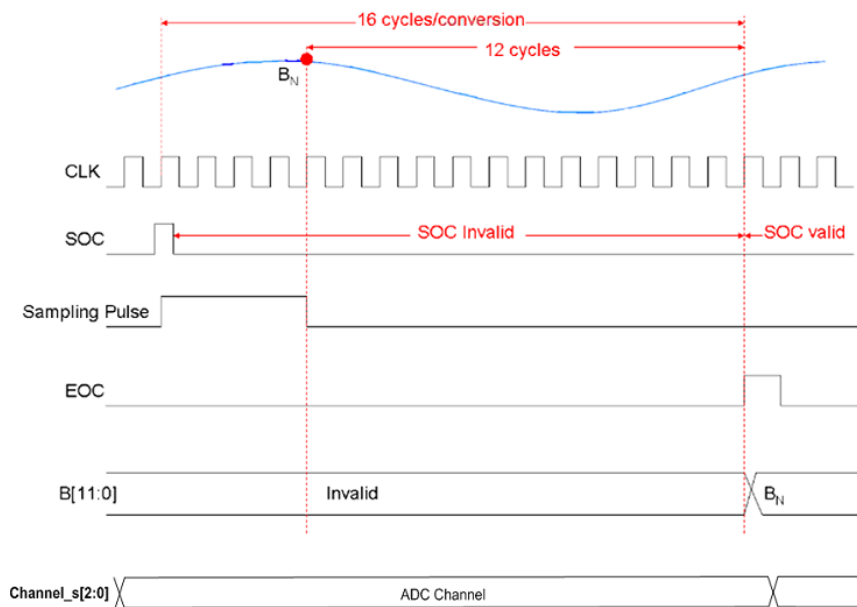 16 cycles/conversion
12 cycles
BN
CLK
SOC
SOC Invalid
SOC valid
Sampling Pulse
EOC
B[11:0]
Invalid
BN
Channel_s[2:0]
ADC Channel